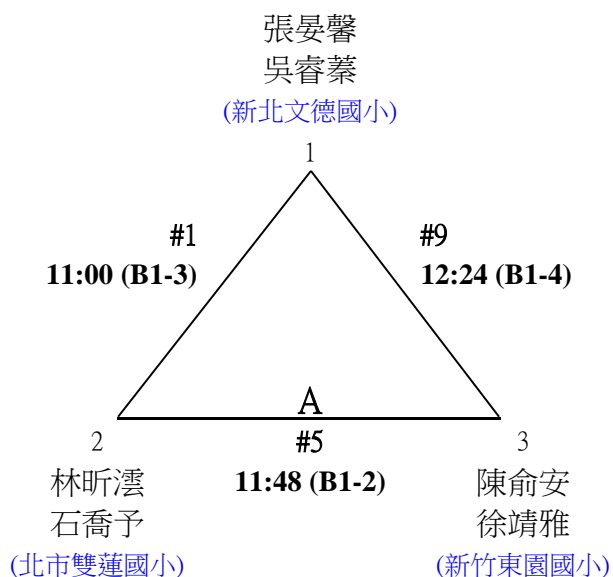 張晏馨
吳睿蓁
(新北文德國小)
1
#1
11:00 (B1-3)
#9
12:24 (B1-4)
A
2
#5
3
林昕澐
石喬予
(北市雙蓮國小)
11:48 (B1-2)
陳俞安
徐靖雅
(新竹東園國小)